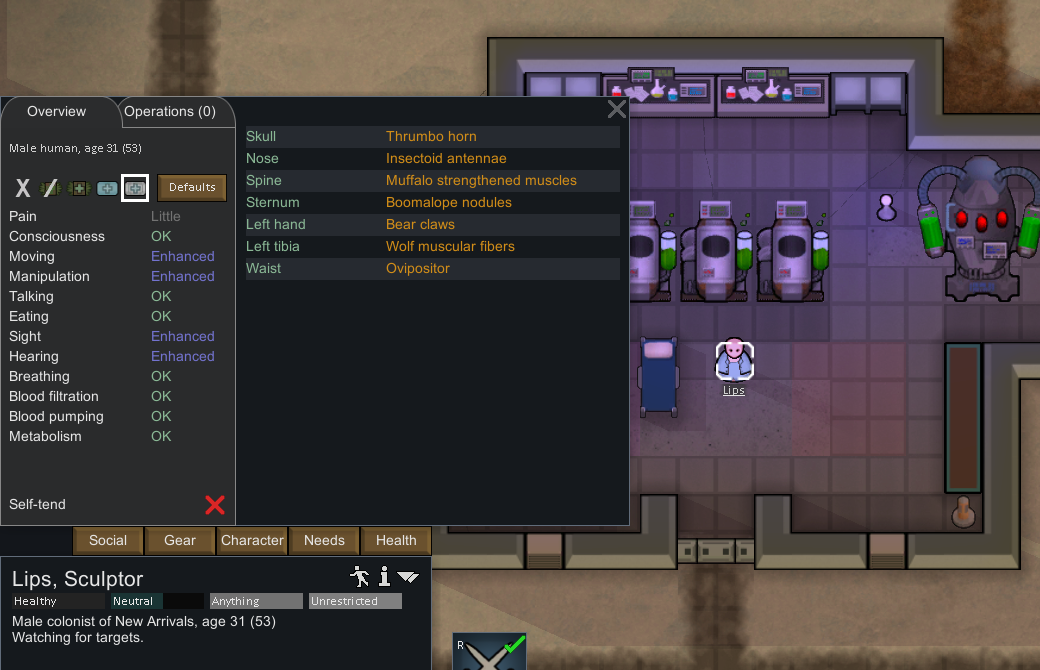 Overview
Operations (0)
Male human, age 31 (53)
X
Defaults
Pain Little
Consciousness OK
Moving Enhanced
Manipulation Enhanced
Talking OK
Eating OK
Sight Enhanced
Hearing Enhanced
Breathing OK
Blood filtration OK
Blood pumping OK
Metabolism OK
Self-tend
Skull Thrumbo horn
Nose Insectoid antennae
Spine Muffalo strengthened muscles
Sternum Boomalope nodules
Left hand Bear claws
Left tibia Wolf muscular fibers
Waist Ovipositor
Lips
Social Gear Character Needs Health
Lips, Sculptor
Healthy Neutral Anything Unrestricted
Male colonist of New Arrivals, age 31 (53)
Watching for targets.
R